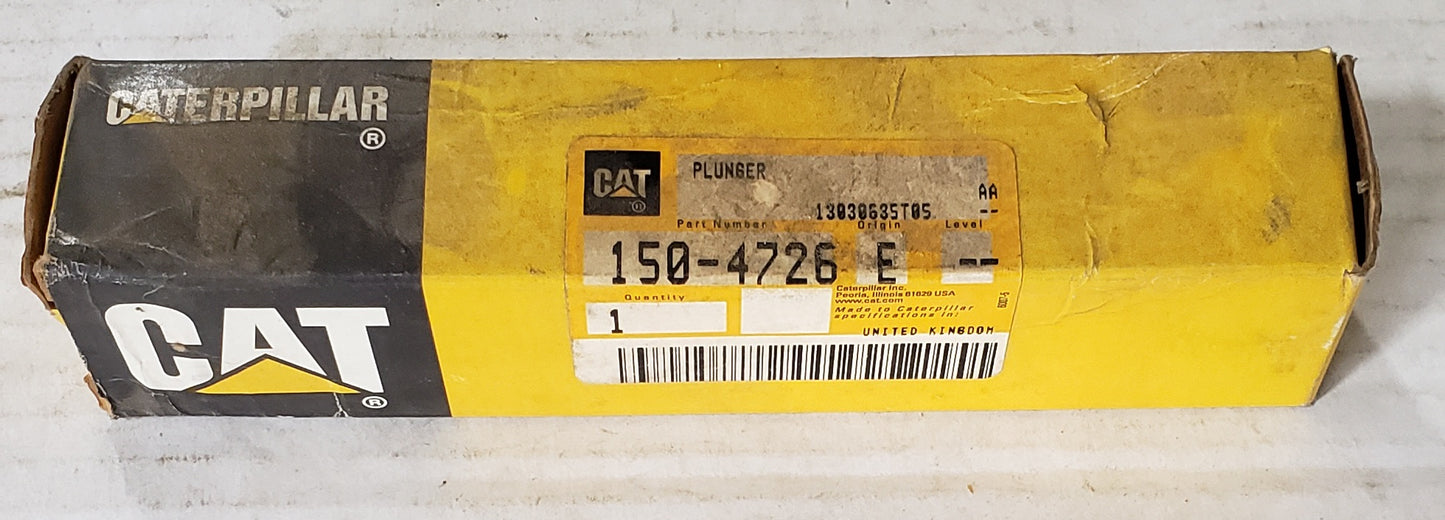 CATERPILLAR
®
CAT
®
CAT
®
PLUNGER
AA
13030635T05 --
Part Number Origin Level
150-4726 E --
Quantity
1
Caterpillar Inc.
Peoria, Illinois 61629 USA
www.cat.com
Made to Caterpillar
specifications in:
UNITED KINGDOM